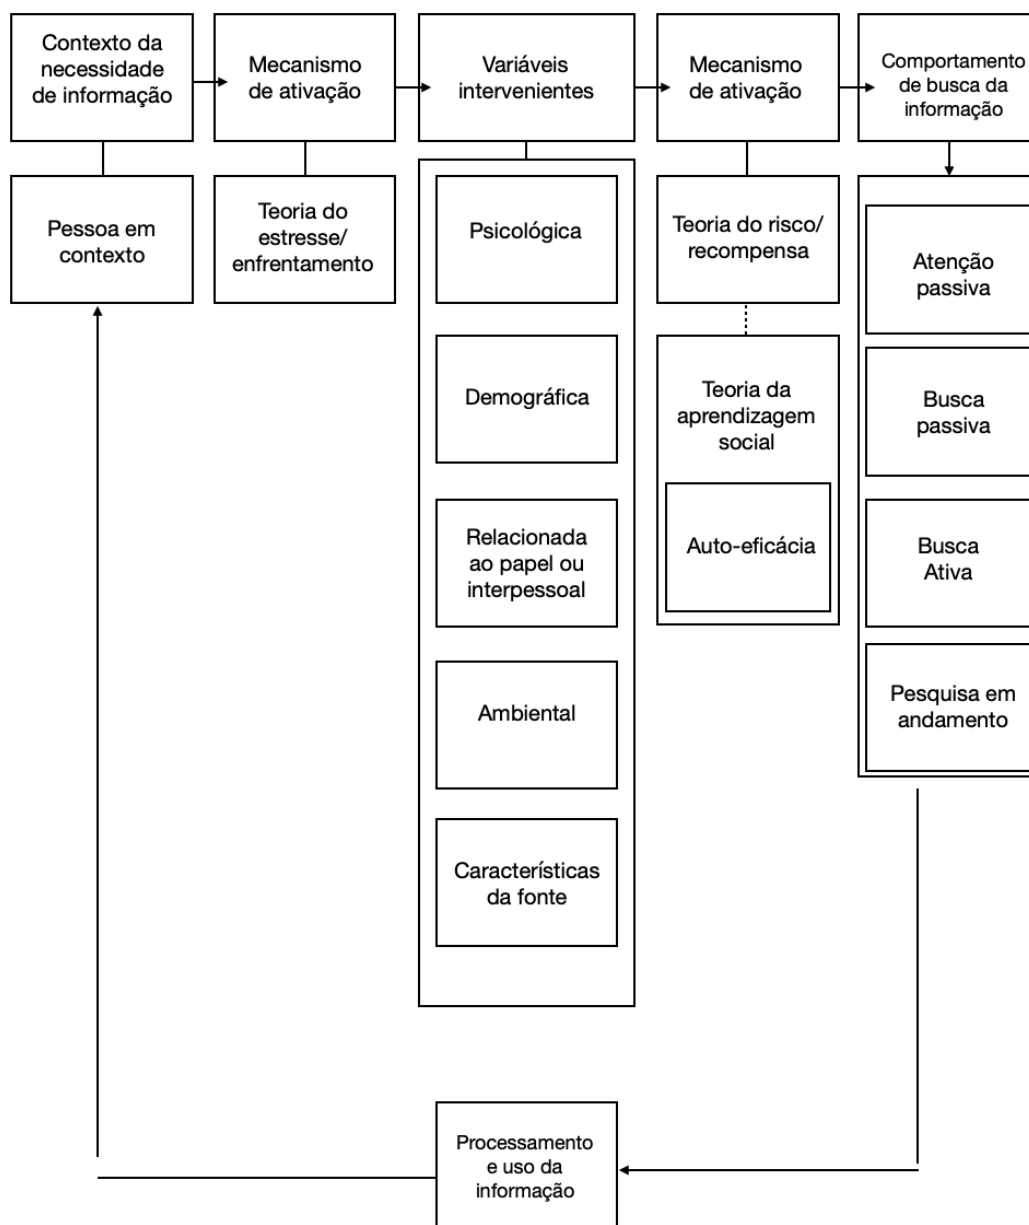 Contexto da
necessidade
de informação
Mecanismo
de ativação
Variáveis
intervenientes
Mecanismo
de ativação
Comportamento
de busca da
informação
Pessoa em
contexto
Teoria do
estresse/
enfrentamento
Psicológica
Demográfica
Relacionada
ao papel ou
interpessoal
Ambiental
Características
da fonte
Teoria do risco/
recompensa
Teoria da
aprendizagem
social
Auto-eficácia
Atenção
passiva
Busca
passiva
Busca
Ativa
Pesquisa em
andamento
Processamento
e uso da
informação